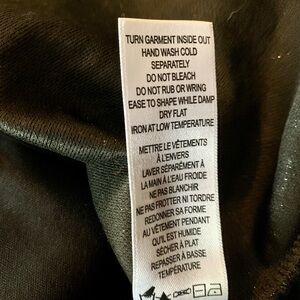 TURN GARMENT INSIDE OUT
HAND WASH COLD
SEPARATELY
DO NOT BLEACH
DO NOT RUB OR WRING
EASE TO SHAPE WHILE DAMP
DRY FLAT
IRON AT LOW TEMPERATURE
METTRE LE VÊTEMENTS
À L'ENVERS
LAVER SÉPARÉMENT À
LA MAIN À L'EAU FROIDE
NE PAS BLANCHIR
NE PAS FROTTER NI TORDRE
REDONNER SA FORME
AU VÊTEMENT PENDANT
QU'IL EST HUMIDE
SÉCHER À PLAT
REPASSER À BASSE
TEMPÉRATURE